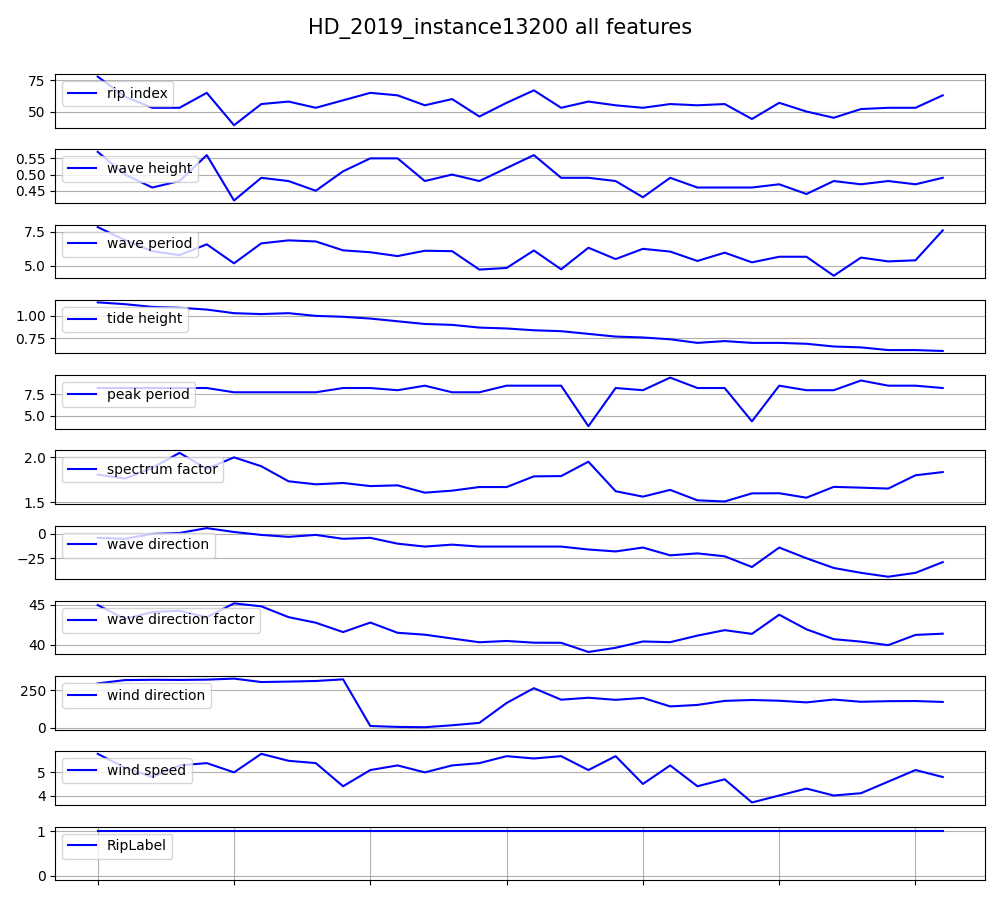 HD_2019_instance13200 all features
75
50
rip index
0.55
0.50
0.45
wave height
7.5
5.0
wave period
1.00
0.75
tide height
7.5
5.0
peak period
2.0
1.5
spectrum factor
0
−25
wave direction
45
40
wave direction factor
250
0
wind direction
5
4
wind speed
1
0
RipLabel